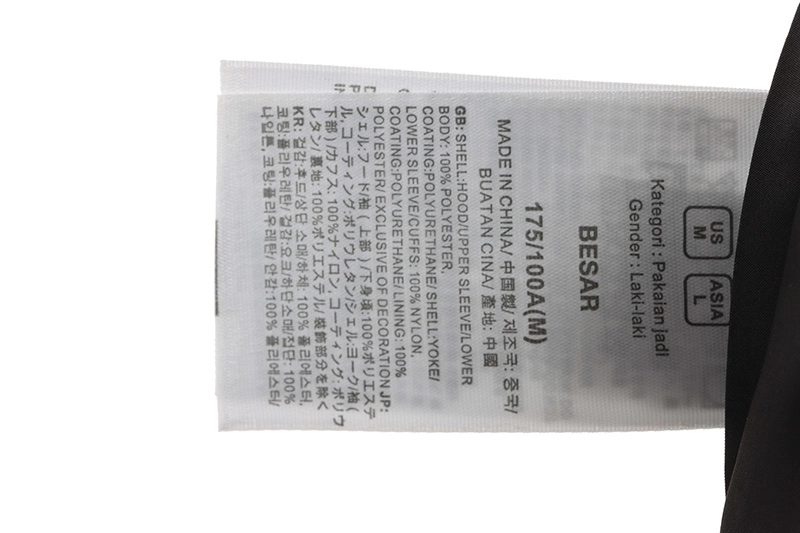 US
M
ASIA
L
Kategori : Pakaian jadi
Gender : Laki-laki
BESAR
175/100A(M)
MADE IN CHINA/ 中国製/ 제조국: 중국/
BUATAN CINA/ 產地: 中國
GB: SHELL:HOOD/UPPER SLEEVE/LOWER
BODY: 100% POLYESTER,
COATING:POLYURETHANE/ SHELL:YOKE/
LOWER SLEEVE/CUFFS: 100% NYLON,
COATING:POLYURETHANE/ LINING: 100%
POLYESTER/ EXCLUSIVE OF DECORATION JP:
シェル:フード/袖 ( 上部 ) /下身頃:100%ポリエステ
ル, コーティング:ポリウレタン/シェル:ヨーク/袖 (
下部 ) /カフス: 100%ナイロン, コーティング: ポリウ
レタン/ 裏地: 100%ポリエステル/ 装飾部分を除く
KR: 겉감:후드/상단 소매/하체: 100% 폴리에스터,
코팅:폴리우레탄/ 겉감:요크/하단소매/전단: 100%
나일론, 코팅:폴리우레탄/ 안감:100% 폴리에스터/